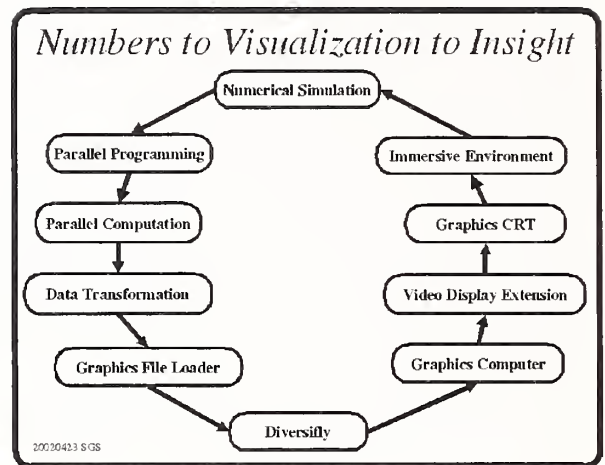 Numbers to Visualization to Insight
Numerical Simulation
Parallel Programming
Immersive Environment
Parallel Computation
Graphics CRT
Data Transformation
Video Display Extension
Graphics File Loader
Graphics Computer
Diversifly
20020423 SGS